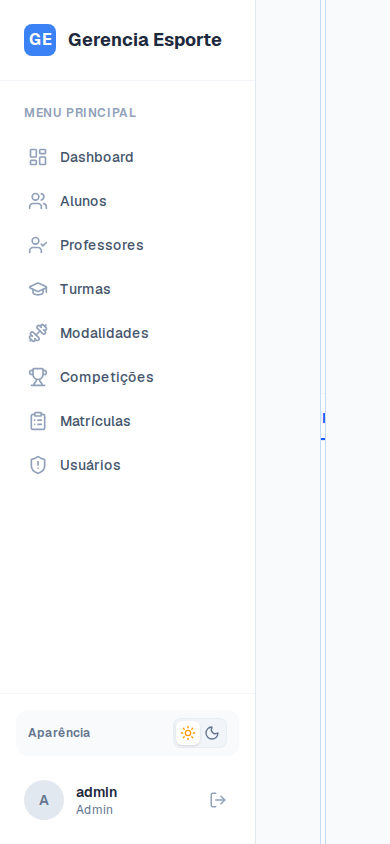 GE Gerencia Esporte
MENU PRINCIPAL
Dashboard
Alunos
Professores
Turmas
Modalidades
Competições
Matrículas
Usuários
Aparência
A
admin
Admin